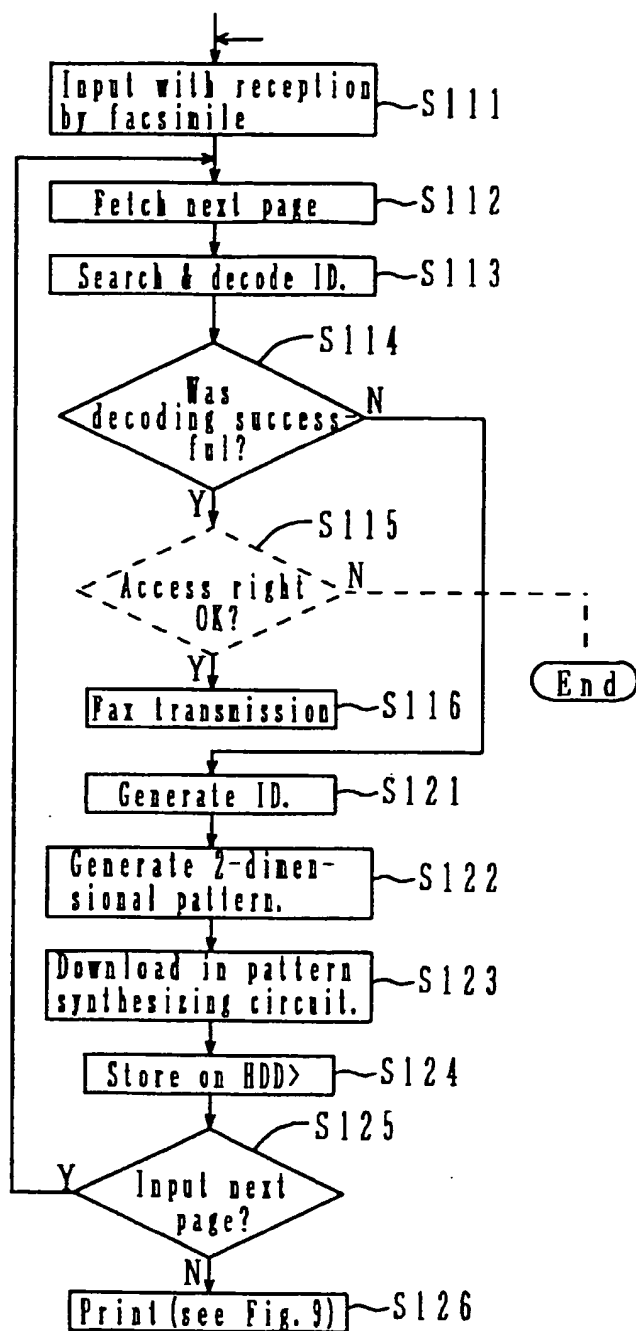 Input with reception
by facsimile
S111
Fetch next page
S112
Search & decode ID.
S113
S114
Was
decoding success-
ful?
N
Y
S115
Access right
OK?
N
Y
End
Fax transmission
S116
Generate ID.
S121
Generate 2-dimen-
sional pattern.
S122
Download in pattern
synthesizing circuit.
S123
Store on HDD>
S124
S125
Y
Input next
page?
N
Print(see Fig. 9)
S126